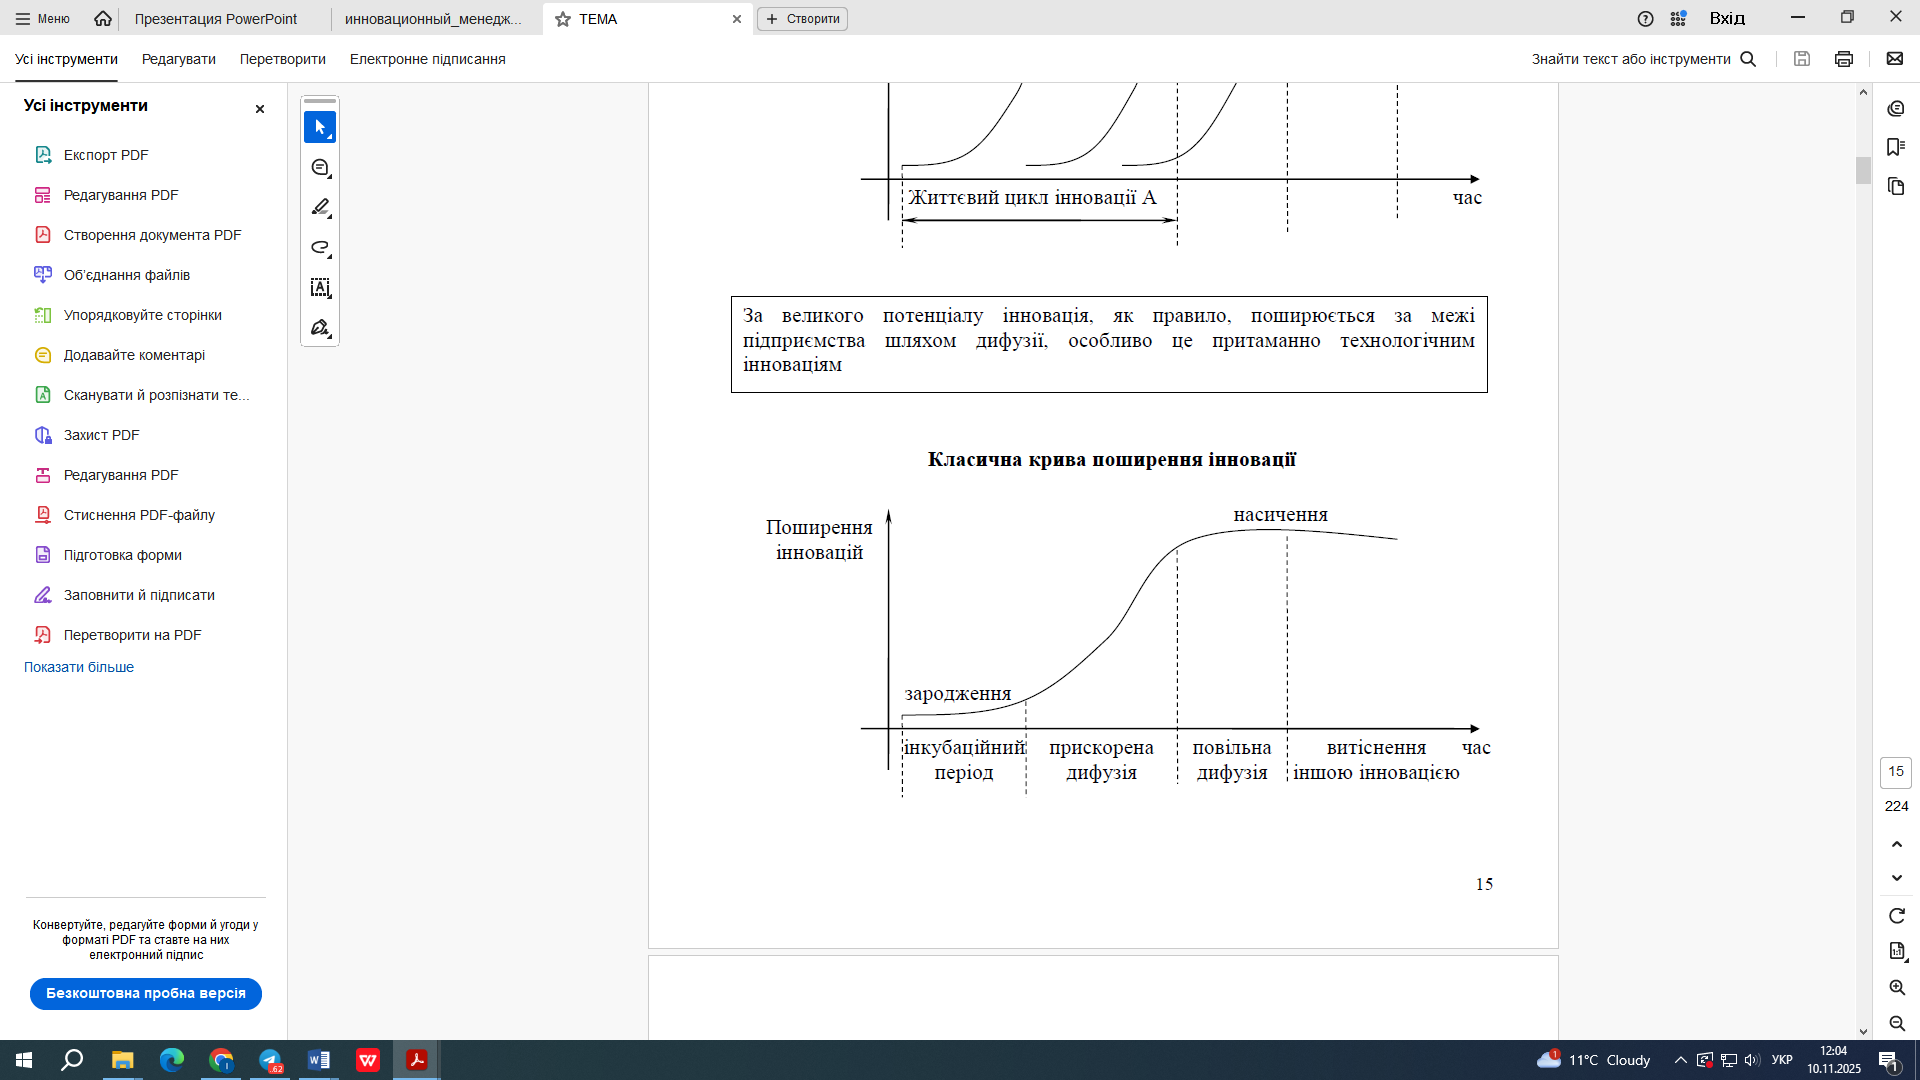 Меню
Презентация PowerPoint
инновационный_менедж...
ТЕМА
Створити
Вхід
Усі інструменти
Редагувати
Перетворити
Електронне підписання
Знайти текст або інструменти
Усі інструменти
Експорт PDF
Редагування PDF
Створення документа PDF
Об'єднання файлів
Упорядковуйте сторінки
Додавайте коментарі
Сканувати й розпізнати те...
Захист PDF
Редагування PDF
Стиснення PDF-файлу
Підготовка форми
Заповнити й підписати
Перетворити на PDF
Показати більше
Конвертуйте, редагуйте форми й угоди у
форматі PDF та ставте на них
електронний підпис
Безкоштовна пробна версія
Життєвий цикл інновації А
час
За великого потенціалу інновація, як правило, поширюється за межі
підприємства шляхом дифузії, особливо це притаманно технологічним
інноваціям
Класична крива поширення інновації
Поширення
інновацій
насичення
зародження
інкубаційний
період
прискорена
дифузія
повільна
дифузія
витіснення
іншою інновацією
час
15
15
224
11°C Cloudy
УКР
12:04
10.11.2025